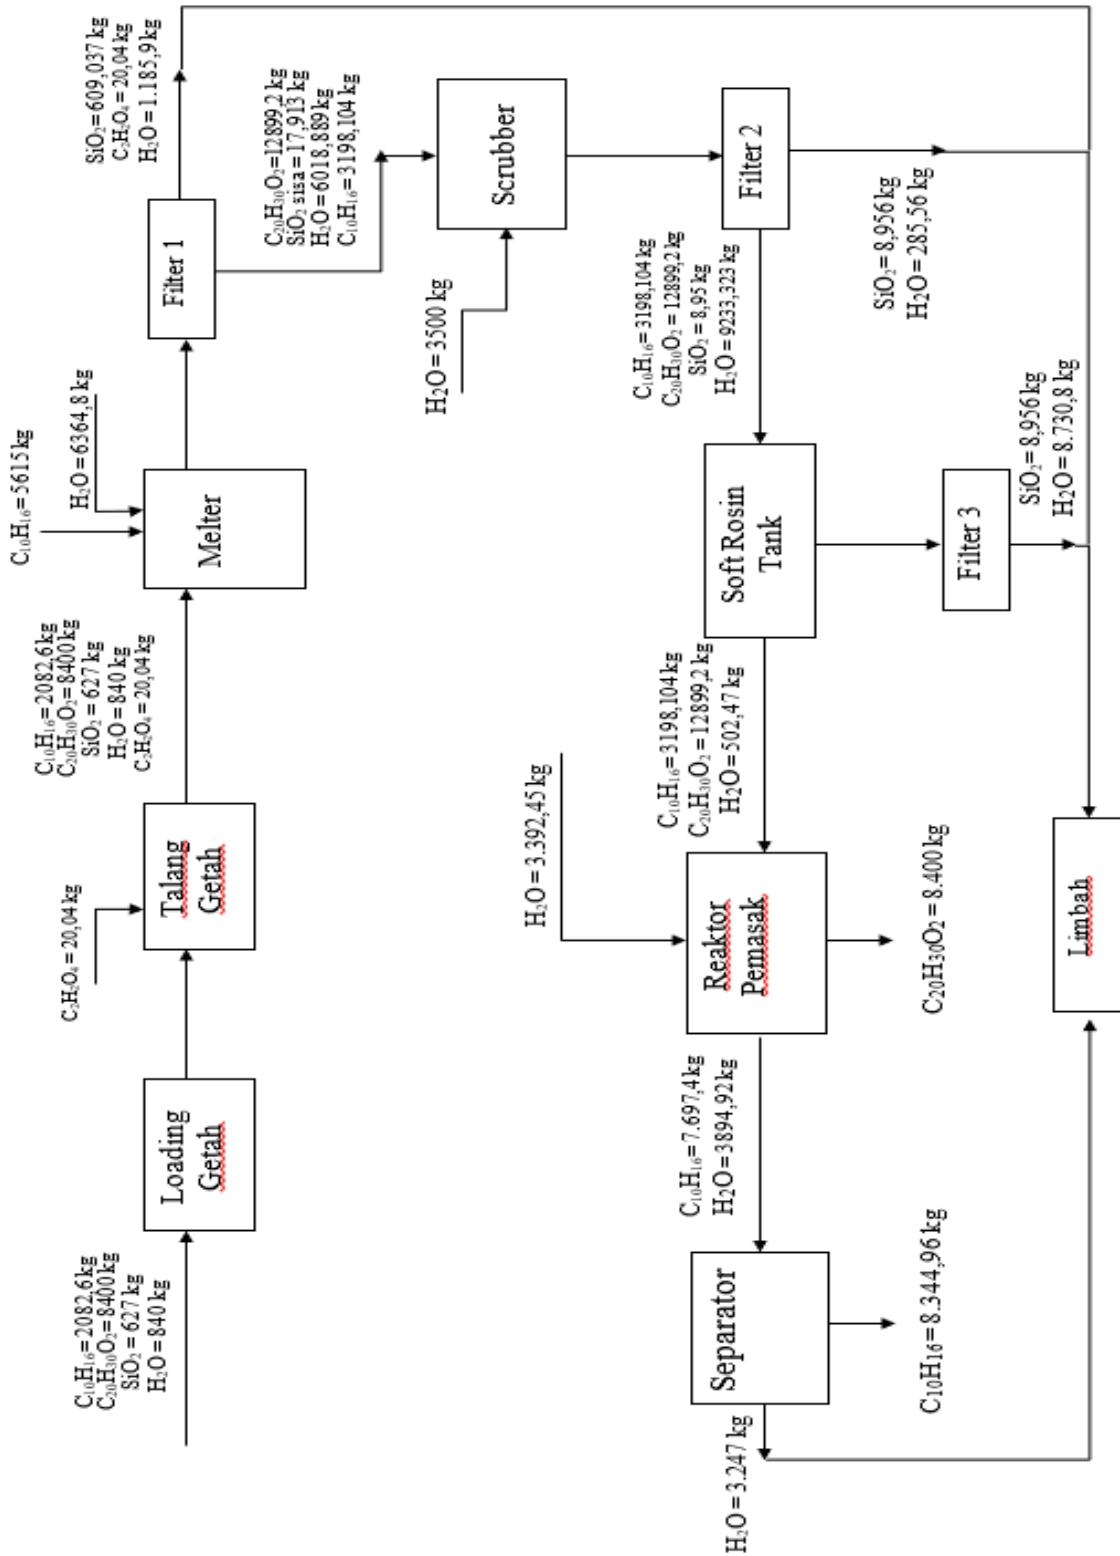 C₁₀H₁₆=2082,6kg
C₂₀H₃₀O₂=8400kg
SiO₂ = 627 kg
H₂O = 840 kg
Loading
Getah
C₂H₂O₄ = 20,04 kg
Talang
Getah
C₁₀H₁₆=2082,6kg
C₂₀H₃₀O₂=8400kg
SiO₂ = 627 kg
H₂O = 840 kg
C₂H₂O₄ = 20,04 kg
C₁₀H₁₆= 5615 kg
H₂O = 6364,8 kg
Melter
Filter 1
SiO₂ = 609,037 kg
C₂H₂O₄ = 20,04 kg
H₂O = 1.185,9 kg
C₂₀H₃₀O₂=12899,2 kg
SiO₂ sisa = 17,913 kg
H₂O = 6018,889 kg
C₁₀H₁₆=3198,104 kg
H₂O = 3500 kg
Scrubber
Filter 2
SiO₂= 8,956 kg
H₂O= 285,56 kg
C₁₀H₁₆= 3198,104kg
C₂₀H₃₀O₂ = 12899,2kg
SiO₂ = 8,95 kg
H₂O = 9233,323 kg
Soft Rosin
Tank
Filter 3
SiO₂= 8,956 kg
H₂O= 8.730,8 kg
C₁₀H₁₆=3198,104kg
C₂₀H₃₀O₂ = 12899,2 kg
H₂O = 502,47 kg
H₂O = 3.392,45 kg
Reaktor
Pemasak
C₂₀H₃₀O₂ = 8.400 kg
C₁₀H₁₆= 7.697,4 kg
H₂O = 3894,92 kg
Separator
C₁₀H₁₆ = 8.344,96 kg
H₂O = 3.247 kg
Limbah